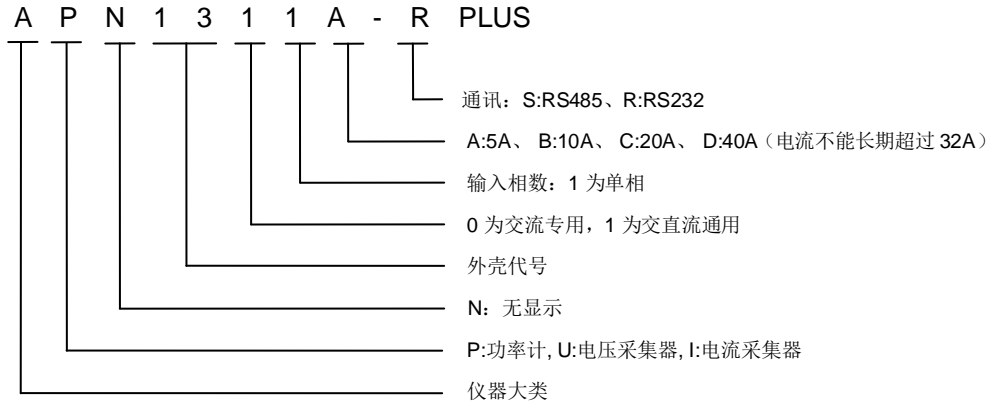 A P N 1 3 1 1 A - R PLUS
通讯：S:RS485、R:RS232
A:5A、 B:10A、 C:20A、 D:40A（电流不能长期超过 32A）
输入相数：1 为单相
0 为交流专用，1 为交直流通用
外壳代号
N：无显示
P:功率计, U:电压采集器, I:电流采集器
仪器大类